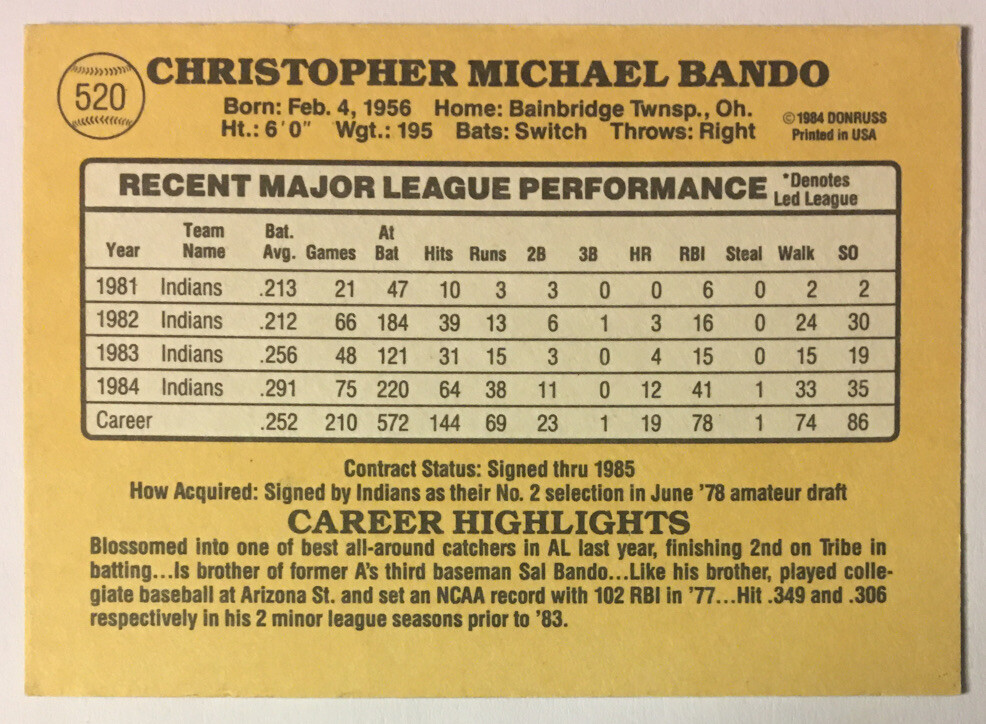 520
CHRISTOPHER MICHAEL BANDO
Born: Feb. 4, 1956 Home: Bainbridge Twnsp., Oh.
Ht.: 6'0" Wgt.: 195 Bats: Switch Throws: Right
©1984 DONRUSS
Printed in USA
RECENT MAJOR LEAGUE PERFORMANCE
*Denotes
Led League
Year Team Name Bat. Avg. Games At Bat Hits Runs 2B 3B HR RBI Steal Walk SO
1981 Indians .213 21 47 10 3 3 0 0 6 0 2 2
1982 Indians .212 66 184 39 13 6 1 3 16 0 24 30
1983 Indians .256 48 121 31 15 3 0 4 15 0 15 19
1984 Indians .291 75 220 64 38 11 0 12 41 1 33 35
Career .252 210 572 144 69 23 1 19 78 1 74 86
Contract Status: Signed thru 1985
How Acquired: Signed by Indians as their No. 2 selection in June '78 amateur draft
CAREER HIGHLIGHTS
Blossomed into one of best all-around catchers in AL last year, finishing 2nd on Tribe in
batting...Is brother of former A's third baseman Sal Bando...Like his brother, played colle-
giate baseball at Arizona St. and set an NCAA record with 102 RBI in '77...Hit .349 and .306
respectively in his 2 minor league seasons prior to '83.